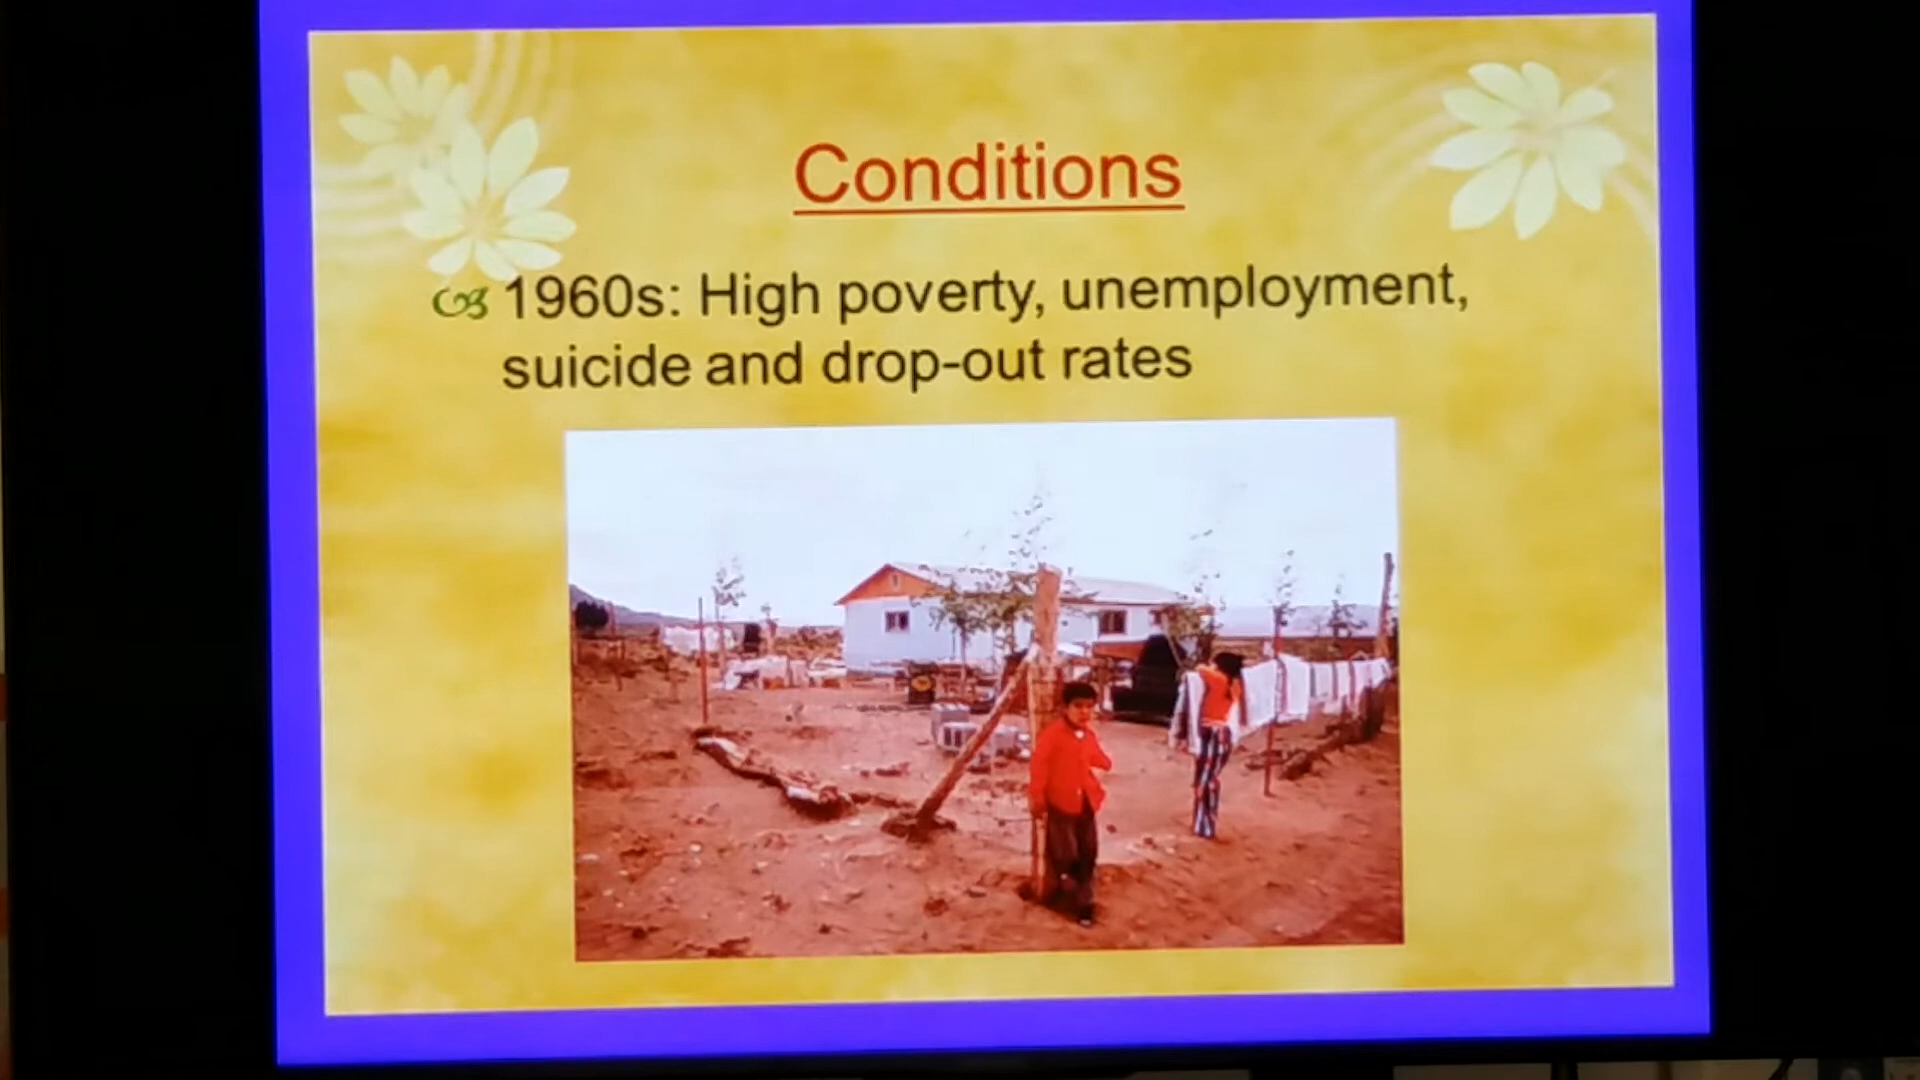 Conditions
1960s: High poverty, unemployment,
suicide and drop-out rates